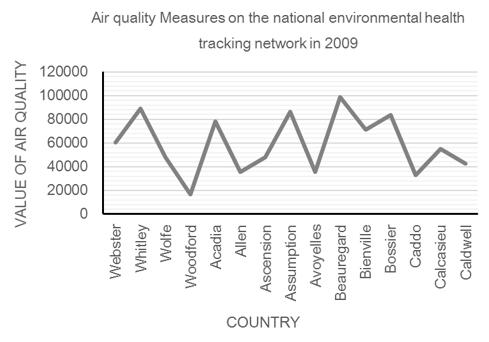 Air quality Measures on the national environmental health
tracking network in 2009
VALUE OF AIR QUALITY
120000
100000
80000
60000
40000
20000
0
Webster
Whitley
Wolfe
Woodford
Acadia
Allen
Ascension
Assumption
Avoyelles
Beauregard
Bienville
Bossier
Caddo
Calcasieu
Caldwell
COUNTRY